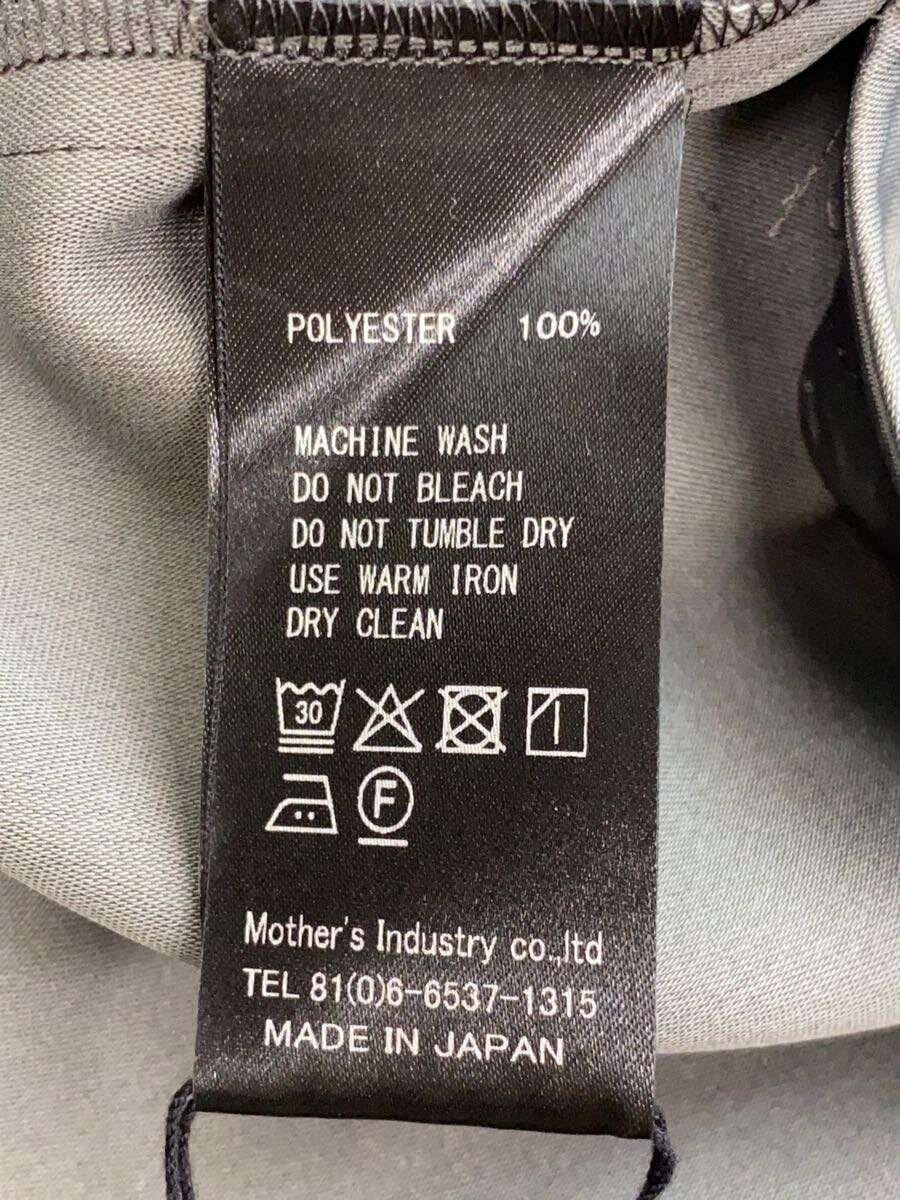 POLYESTER 100%
MACHINE WASH
DO NOT BLEACH
DO NOT TUMBLE DRY
USE WARM IRON
DRY CLEAN
30
F
Mother's Industry co.,ltd
TEL 81(0)6-6537-1315
MADE IN JAPAN